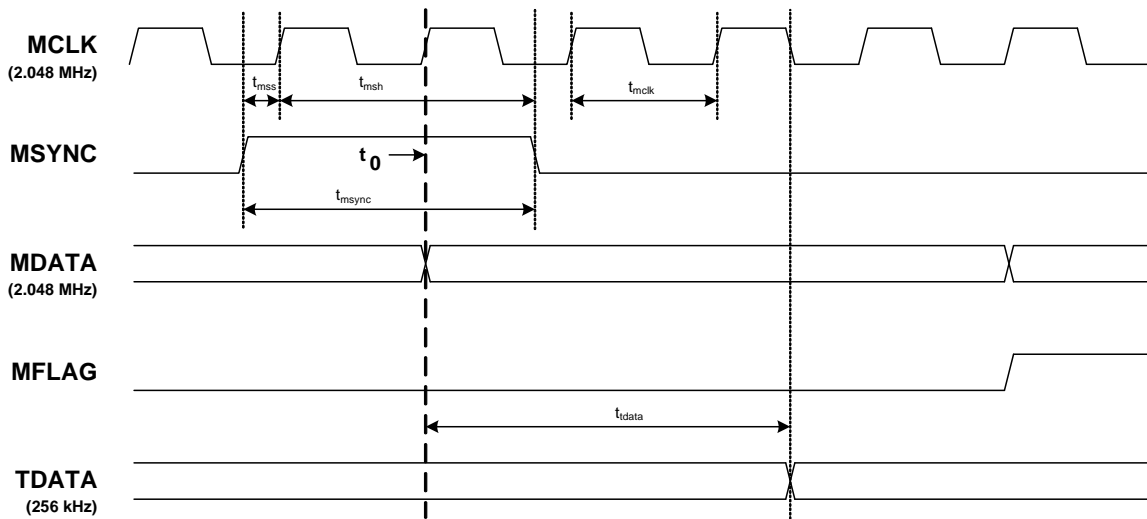 MCLK
(2.048 MHz)
tmss
tmsh
tmclk
MSYNC
t0
tmsync
MDATA
(2.048 MHz)
MFLAG
ttdata
TDATA
(256 kHz)